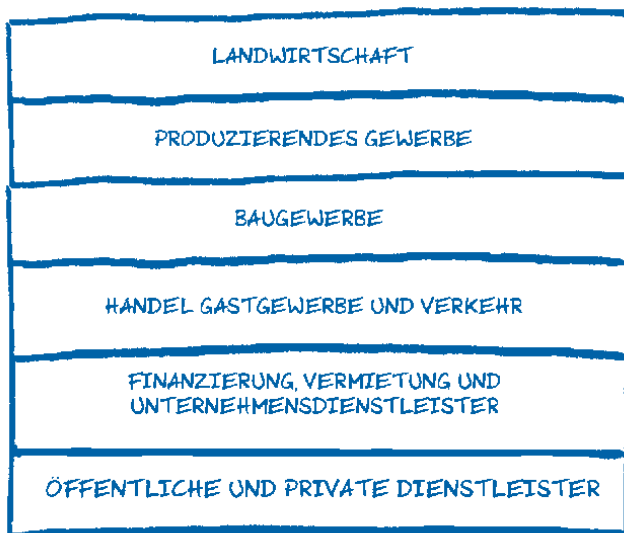 LANDWIRTSCHAFT
PRODUZIERENDES GEWERBE
BAUGEWERBE
HANDEL GASTGEWERBE UND VERKEHR
FINANZIERUNG, VERMIETUNG UND
UNTERNEHMENSDIENSTLEISTER
ÖFFENTLICHE UND PRIVATE DIENSTLEISTER